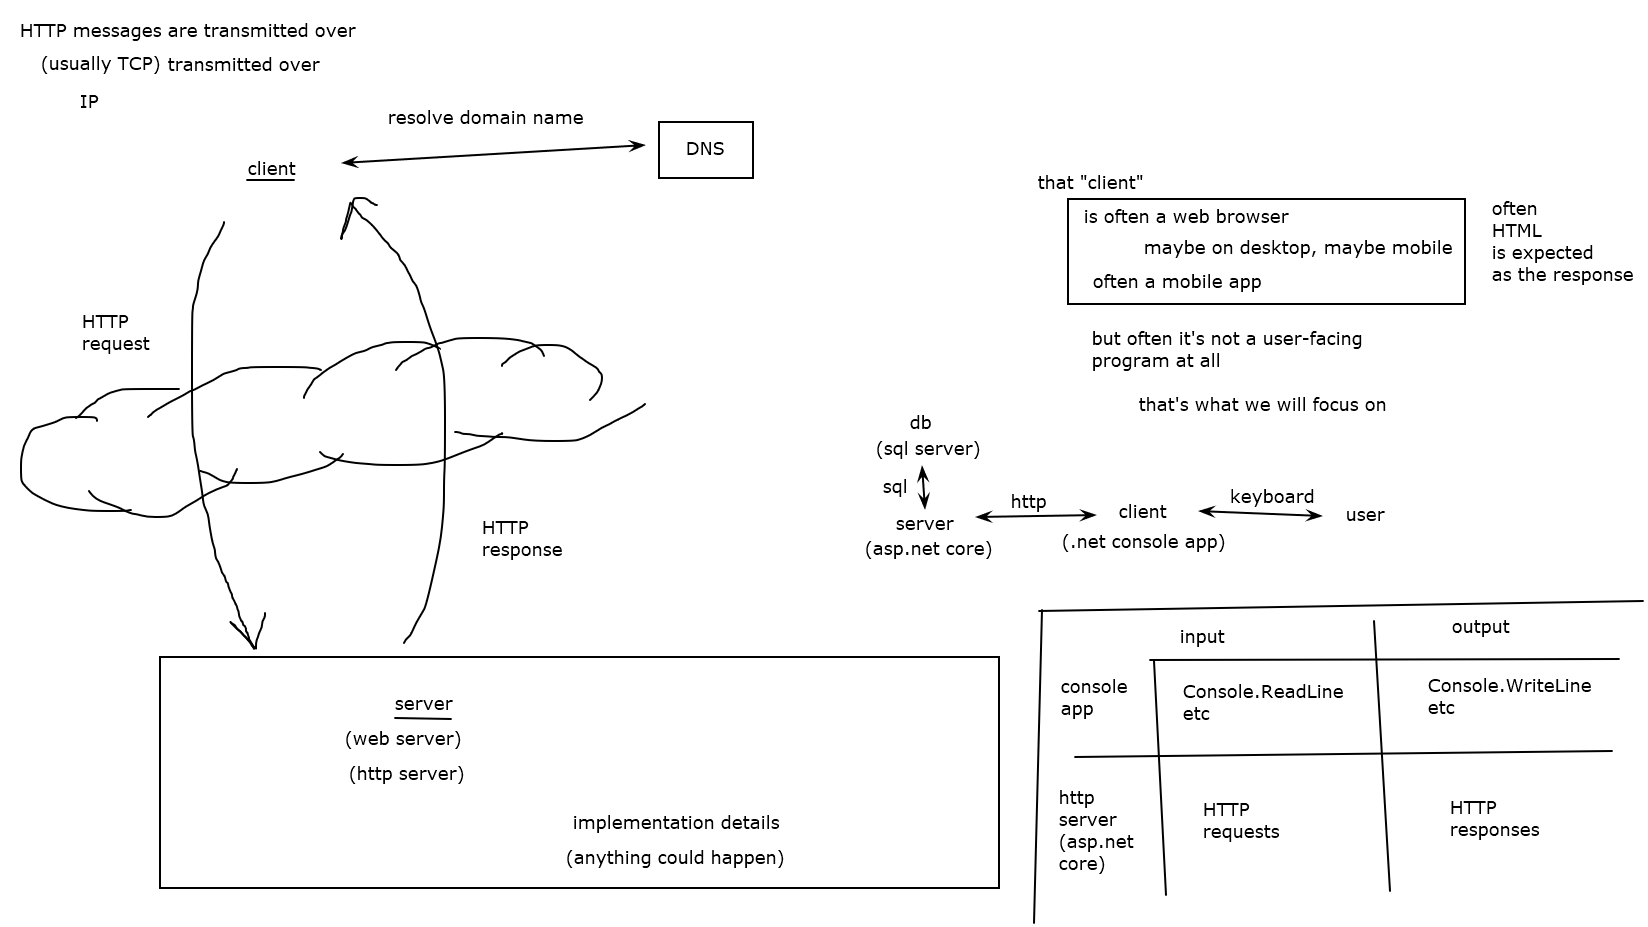 HTTP messages are transmitted over
(usually TCP) transmitted over
IP
resolve domain name
DNS
client
HTTP
request
HTTP
response
server
(web server)
(http server)
implementation details
(anything could happen)
that "client"
is often a web browser
maybe on desktop, maybe mobile
often a mobile app
often
HTML
is expected
as the response
but often it's not a user-facing
program at all
that's what we will focus on
db
(sql server)
sql
server
(asp.net core)
http
client
(.net console app)
keyboard
user
input
output
console
app
Console.ReadLine
etc
Console.WriteLine
etc
http
server
(asp.net
core)
HTTP
requests
HTTP
responses